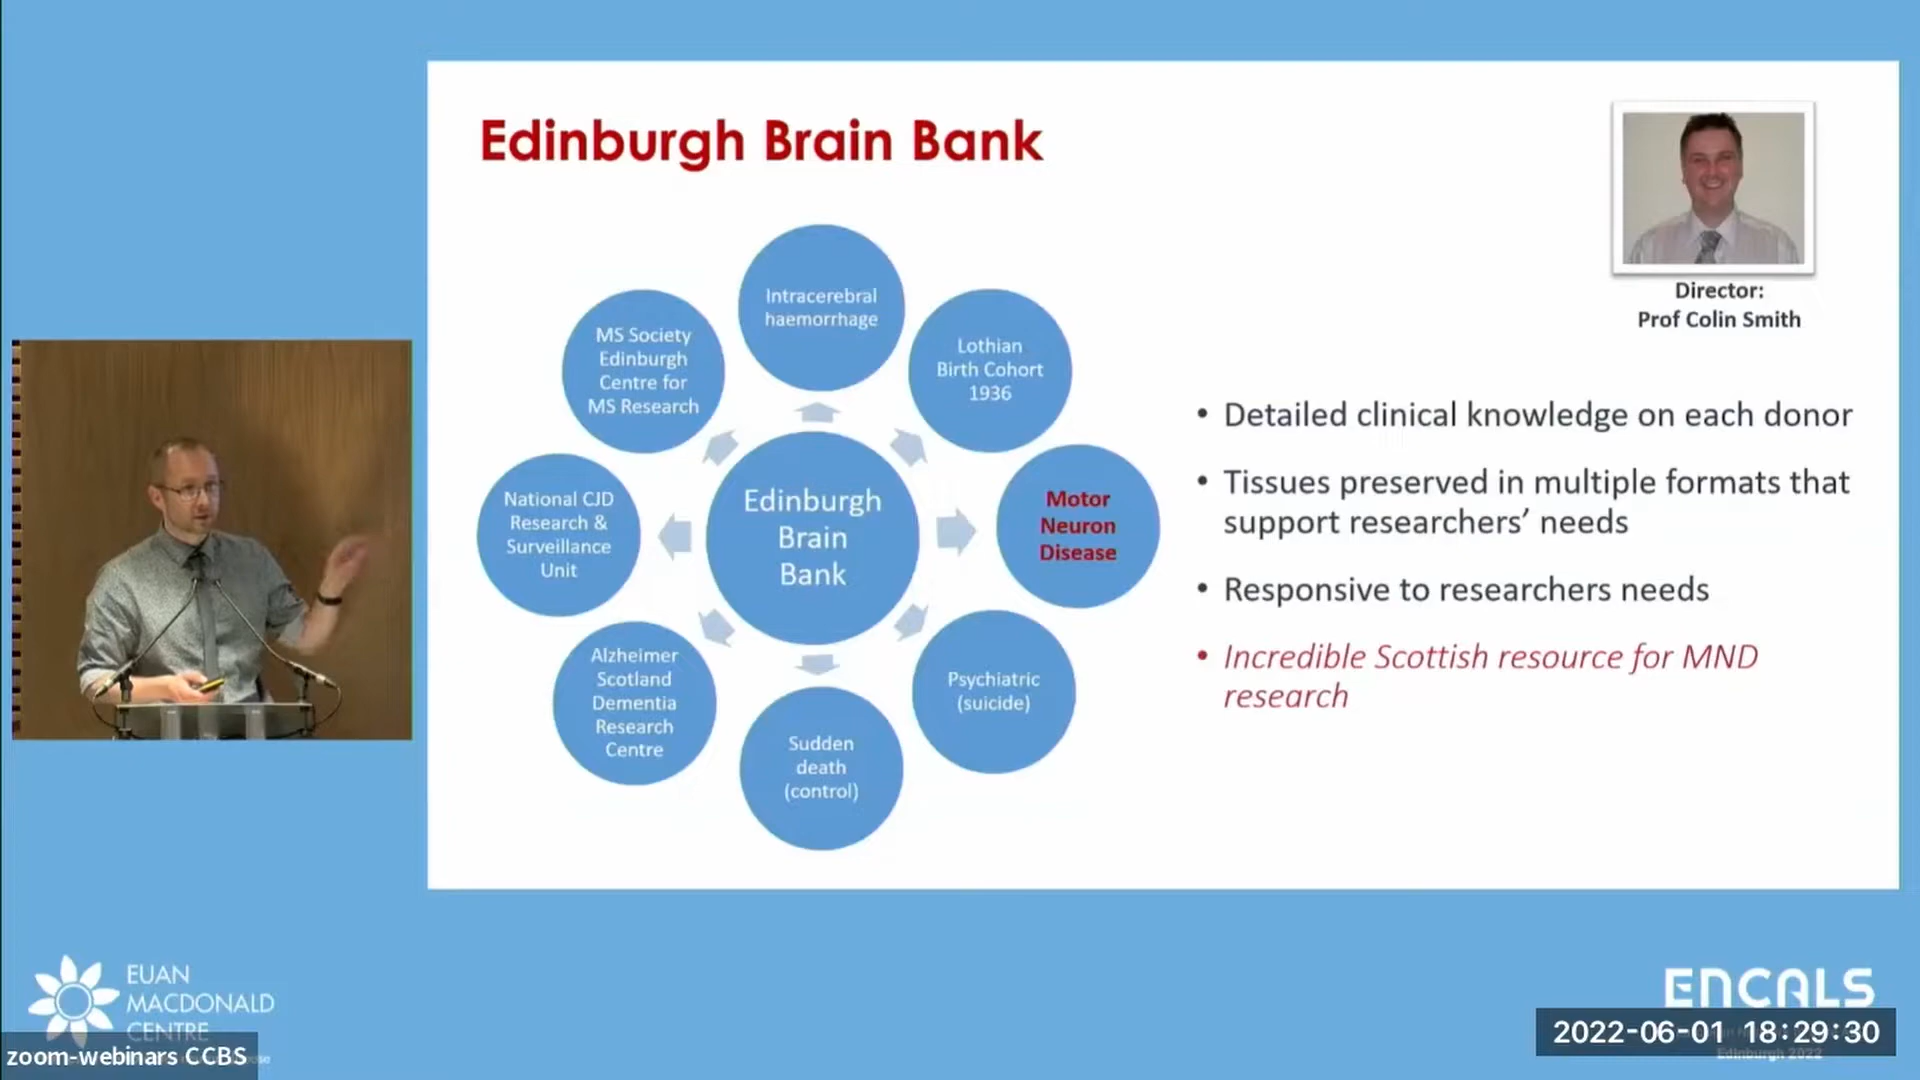 Edinburgh Brain Bank
Intracerebral
haemorrhage
MS Society
Edinburgh
Centre for
MS Research
Lothian
Birth Cohort
1936
National CJD
Research &
Surveillance
Unit
Edinburgh
Brain
Bank
Motor
Neuron
Disease
Alzheimer
Scotland
Dementia
Research
Centre
Psychiatric
(suicide)
Sudden
death
(control)
Director:
Prof Colin Smith
• Detailed clinical knowledge on each donor
• Tissues preserved in multiple formats that
support researchers’ needs
• Responsive to researchers needs
• Incredible Scottish resource for MND
research
EUAN
MACDONALD
CENTRE
zoom-webinars CCBS
ENCALS
2022-06-01 18:29:30
Edinburgh 2022